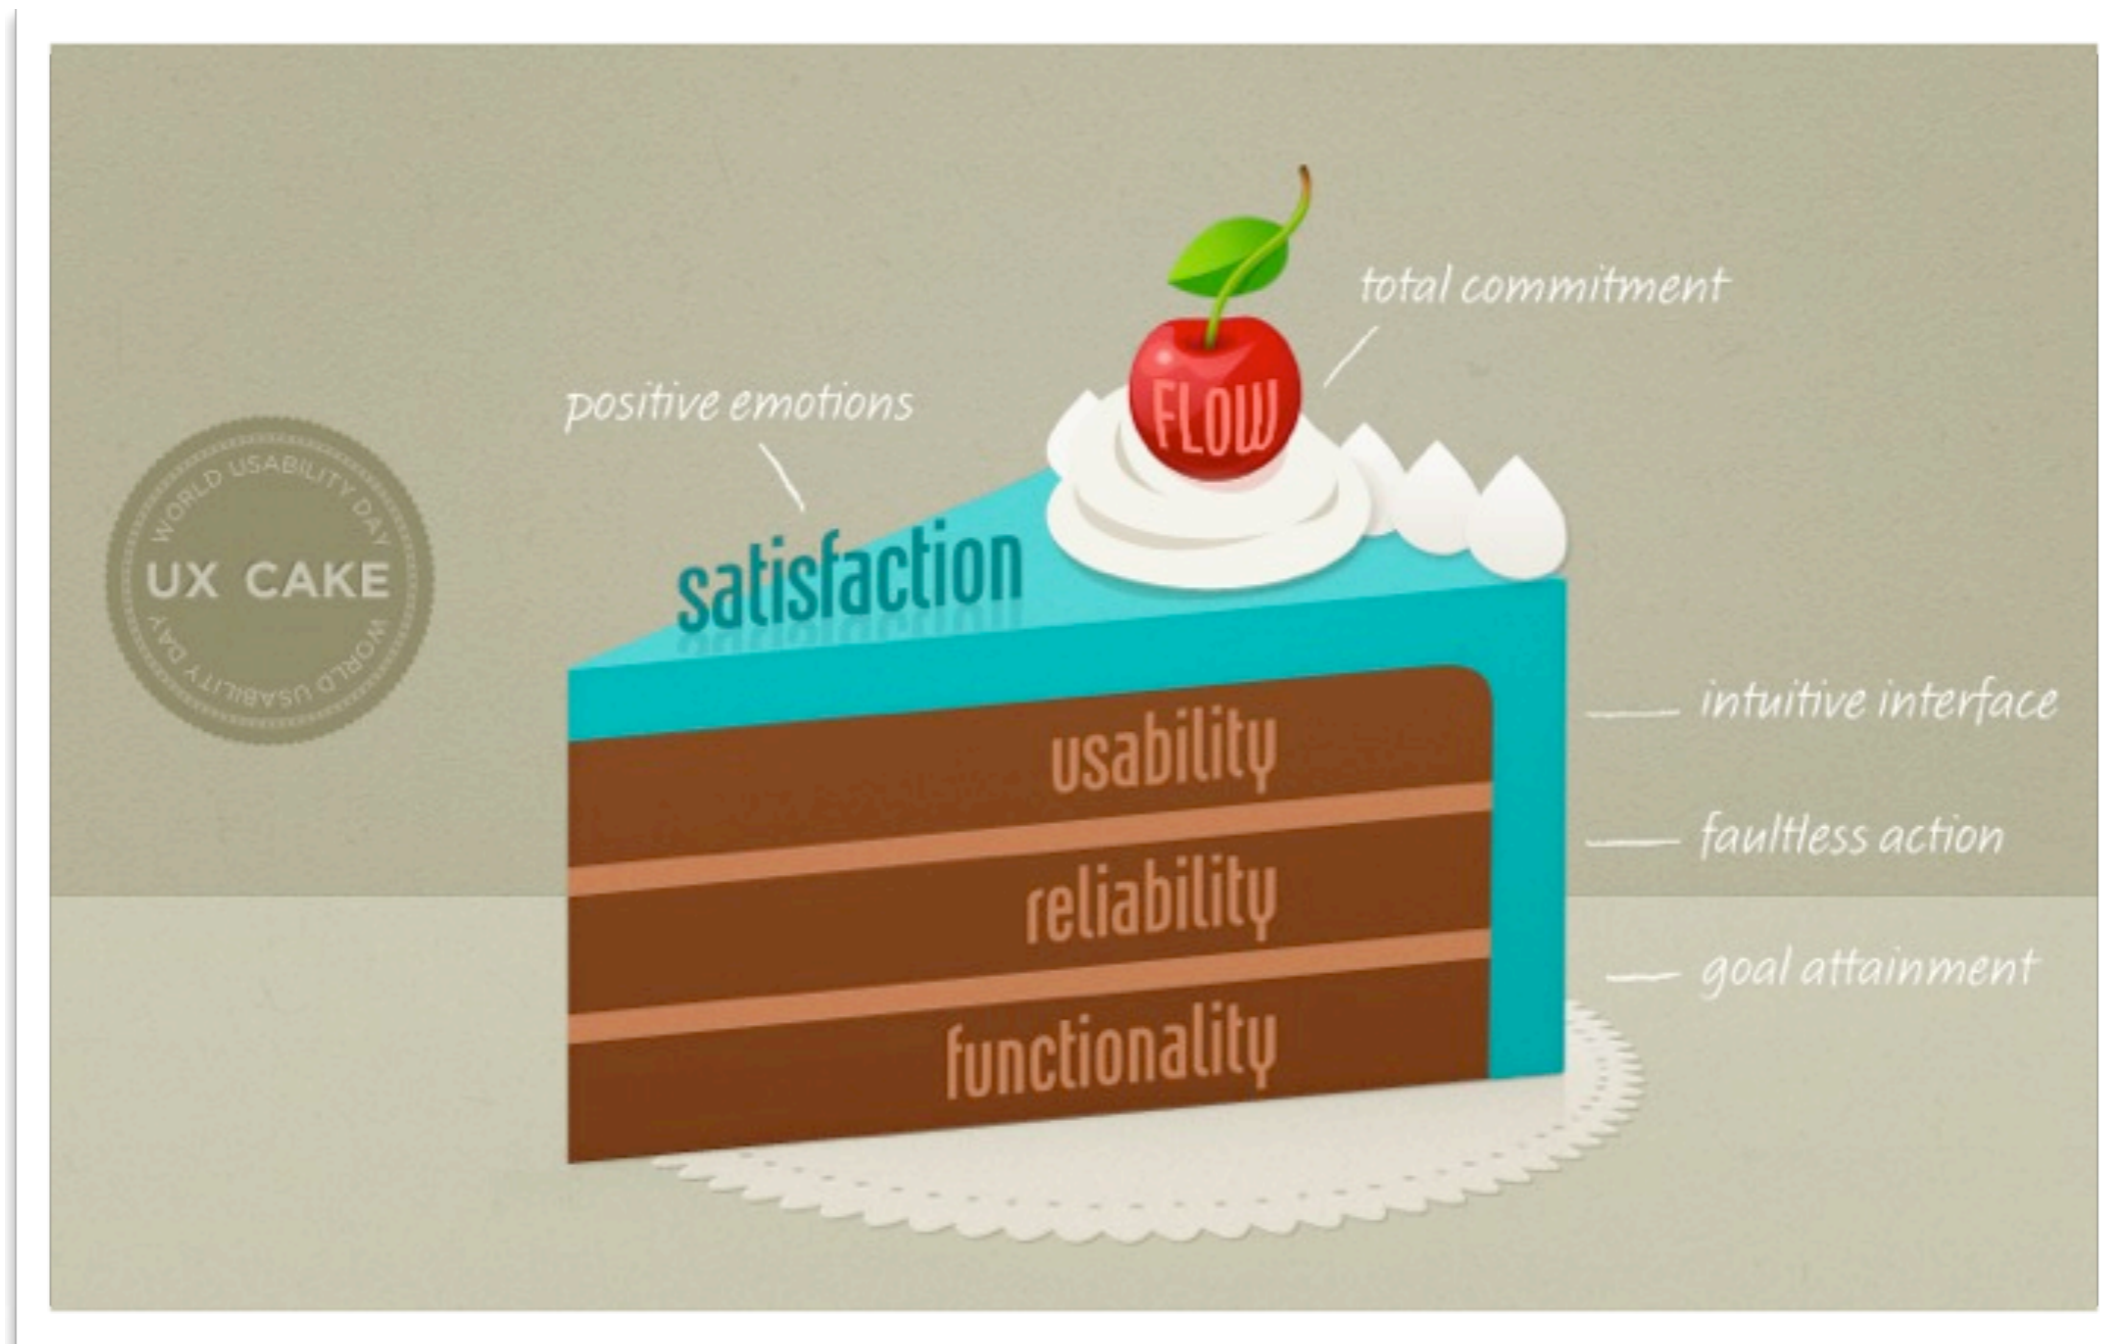 total commitment
FLOW
positive emotions
satisfaction
WORLD USABILITY DAY
UX CAKE
WORLD USABILITY DAY
usability
intuitive interface
reliability
faultless action
functionality
goal attainment